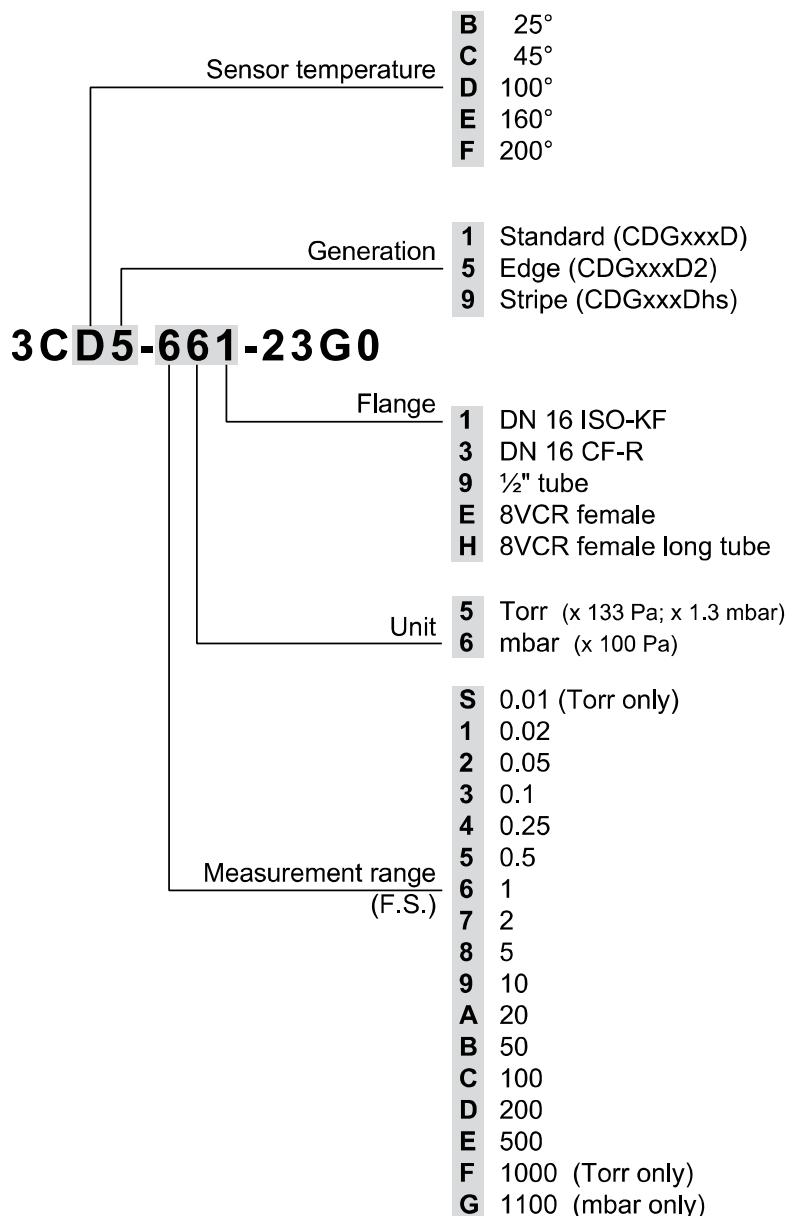 B 25°
C 45°
Sensor temperature D 100°
E 160°
F 200°
1 Standard (CDGxxxD)
Generation 5 Edge (CDGxxxD2)
9 Stripe (CDGxxxDhs)
3CD5-661-23G0
Flange 1 DN 16 ISO-KF
3 DN 16 CF-R
9 ½" tube
E 8VCR female
H 8VCR female long tube
Unit 5 Torr (x 133 Pa; x 1.3 mbar)
6 mbar (x 100 Pa)
S 0.01 (Torr only)
1 0.02
2 0.05
3 0.1
4 0.25
5 0.5
Measurement range 6 1
(F.S.) 7 2
8 5
9 10
A 20
B 50
C 100
D 200
E 500
F 1000 (Torr only)
G 1100 (mbar only)